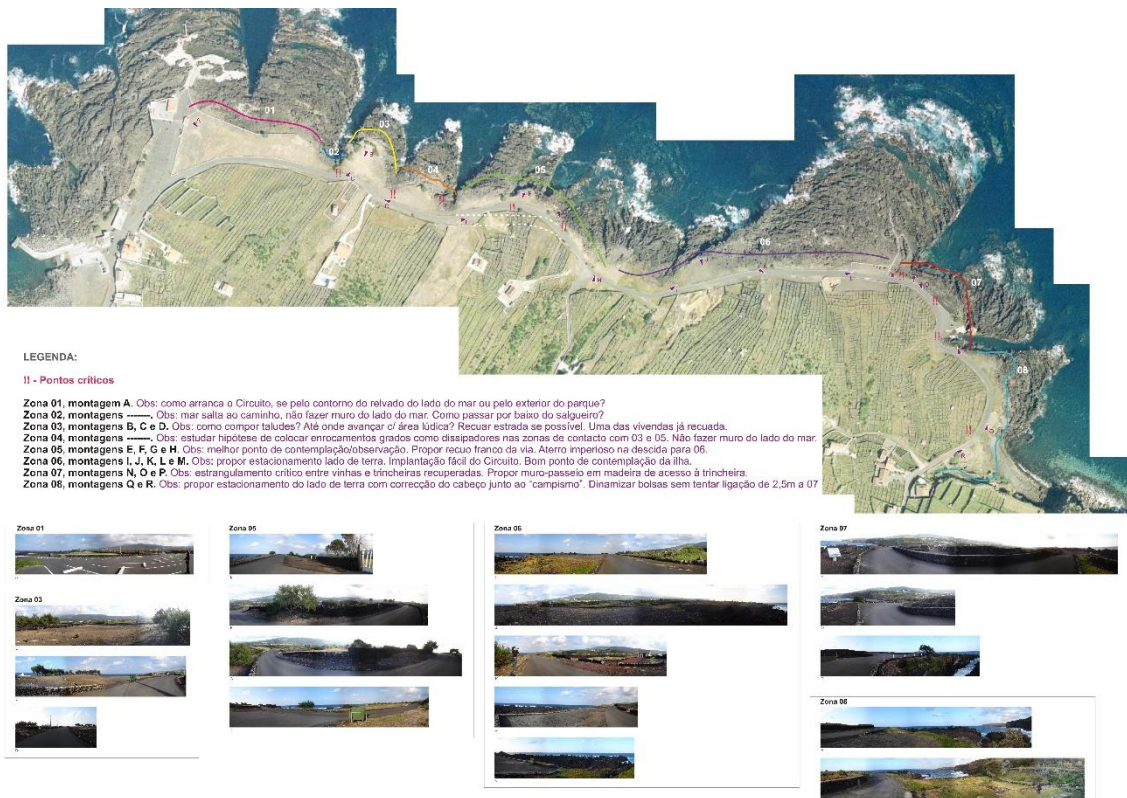 01
03
02
04
05
06
07
08
LEGENDA:
!! - Pontos críticos
Zona 01, montagem A. Obs: como arranca o Circuito, se pelo contorno do relvado do lado do mar ou pelo exterior do parque?
Zona 02, montagens -------. Obs: mar salta ao caminho, não fazer muro do lado do mar. Como passar por baixo do salgueiro?
Zona 03, montagens B, C e D. Obs: como compor taludes? Até onde avançar c/ área lúdica? Recuar estrada se possível. Uma das vivendas já recuada.
Zona 04, montagens -------. Obs: estudar hipótese de colocar enrocamentos grados como dissipadores nas zonas de contacto com 03 e 05. Não fazer muro do lado do mar.
Zona 05, montagens E, F, G e H. Obs: melhor ponto de contemplação/observação. Propor recuo franco da via. Aterro imperioso na descida para 06.
Zona 06, montagens I, J, K, L e M. Obs: propor estacionamento lado de terra. Implantação fácil do Circuito. Bom ponto de contemplação da ilha.
Zona 07, montagens N, O e P. Obs: estrangulamento crítico entre vinhas e trincheiras recuperadas. Propor muro-passeio em madeira de acesso à trincheira.
Zona 08, montagens Q e R. Obs: propor estacionamento do lado de terra com correcção do cabeço junto ao "campismo". Dinamizar bolsas sem tentar ligação de 2,5m a 07
Zona 01
Zona 03
Zona 05
Zona 06
Zona 07
Zona 08